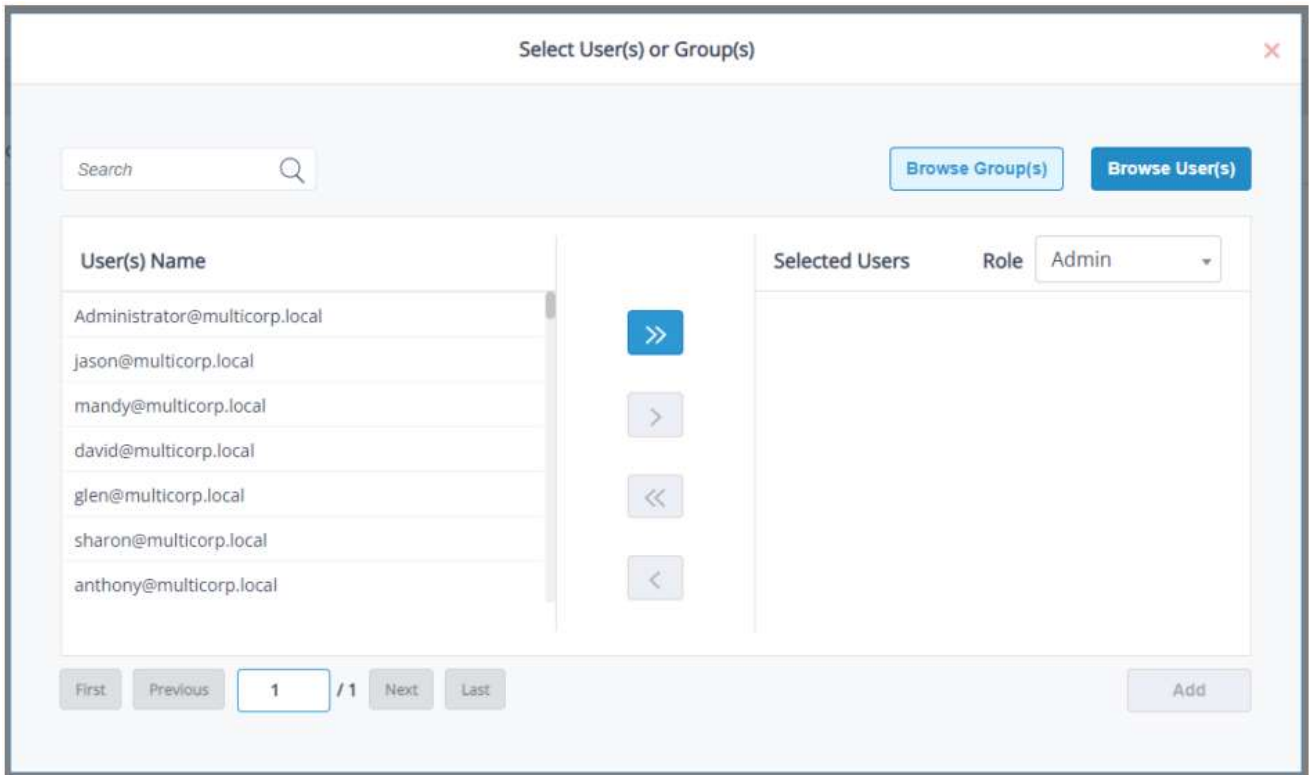 Select User(s) or Group(s)
Search
Browse Group(s)
Browse User(s)
User(s) Name
Selected Users
Role
Admin
Administrator@multicorp.local
jason@multicorp.local
mandy@multicorp.local
david@multicorp.local
glen@multicorp.local
sharon@multicorp.local
anthony@multicorp.local
First
Previous
1
/ 1
Next
Last
Add